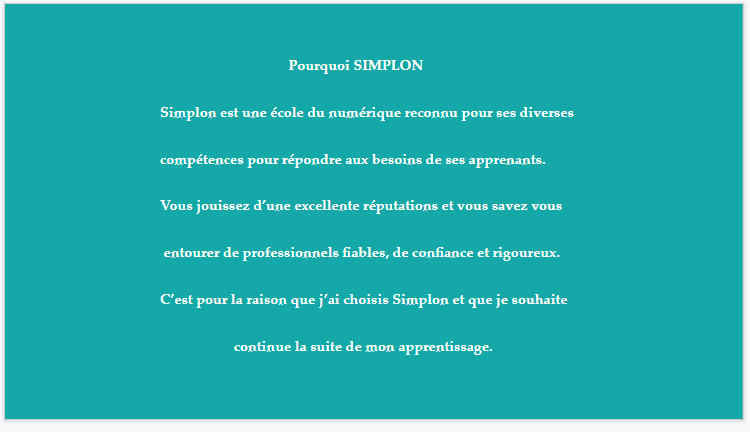 Pourquoi SIMPLON
Simplon est une école du numérique reconnu pour ses diverses
compétences pour répondre aux besoins de ses apprenants.
Vous jouissez d’une excellente réputations et vous savez vous
entourer de professionnels fiables, de confiance et rigoureux.
C’est pour la raison que j’ai choisis Simplon et que je souhaite
continue la suite de mon apprentissage.